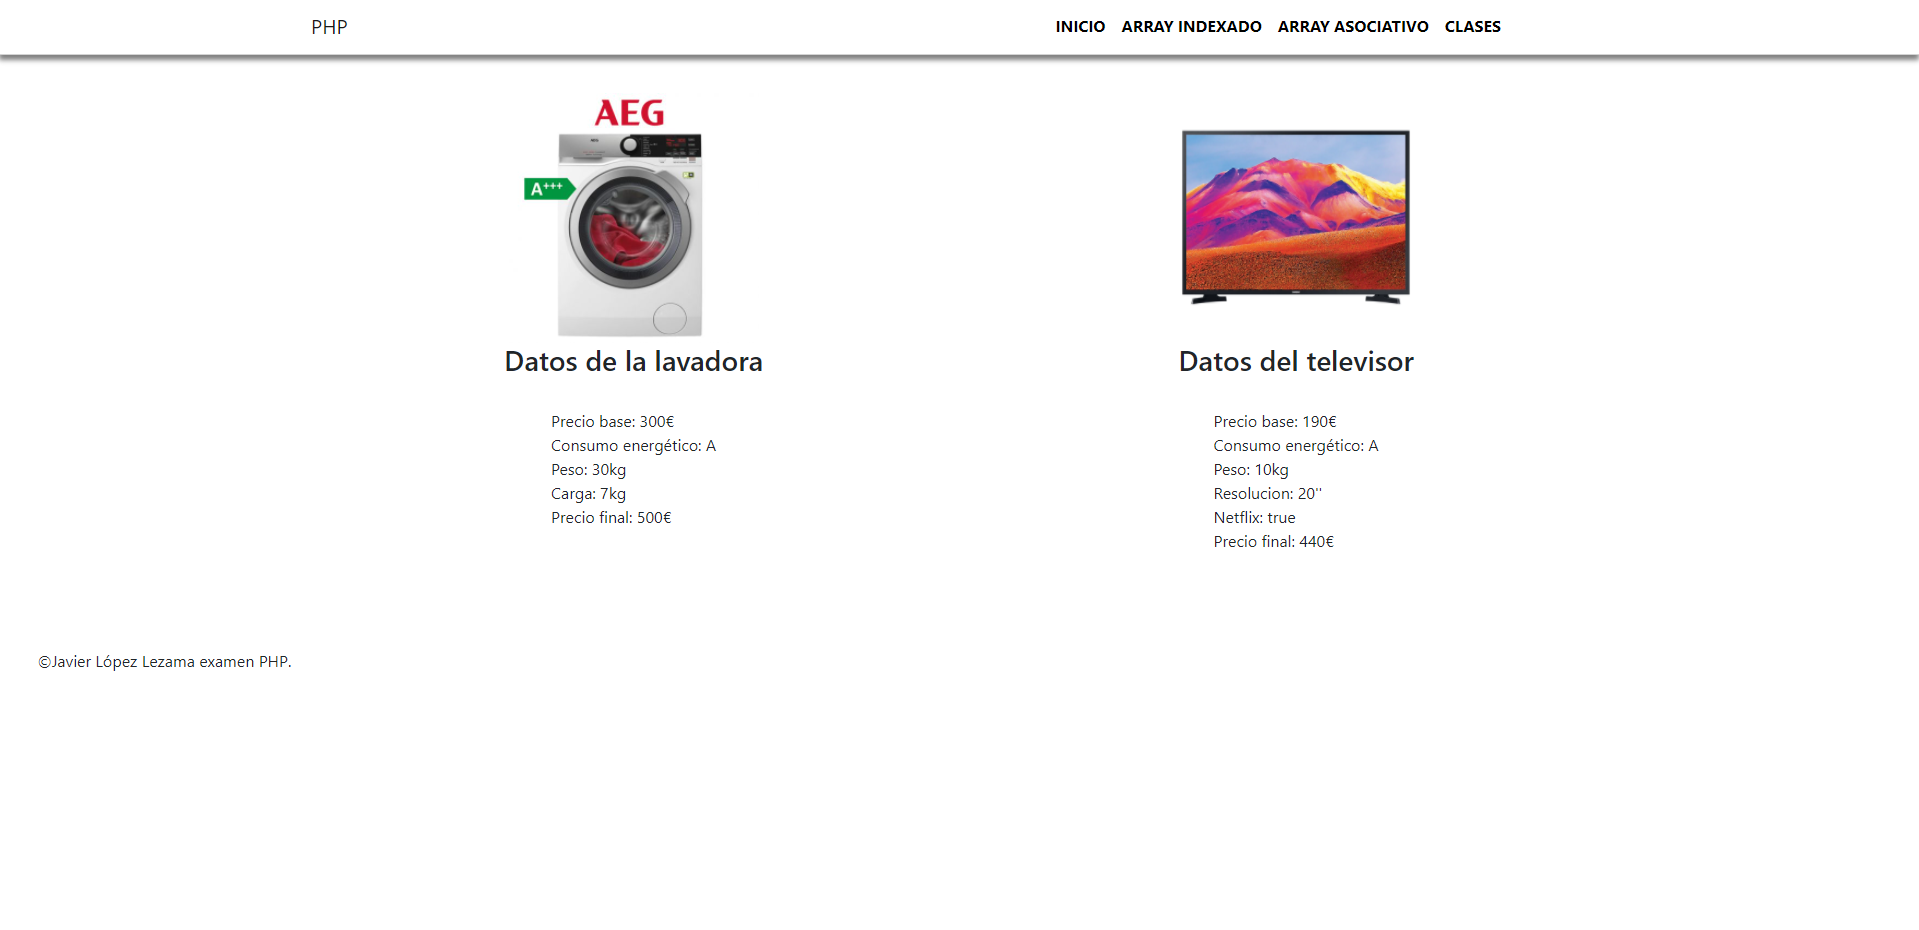 PHP
INICIO ARRAY INDEXADO ARRAY ASOCIATIVO CLASES
AEG
A+++
Datos de la lavadora
Precio base: 300€
Consumo energético: A
Peso: 30kg
Carga: 7kg
Precio final: 500€
Datos del televisor
Precio base: 190€
Consumo energético: A
Peso: 10kg
Resolucion: 20''
Netflix: true
Precio final: 440€
©Javier López Lezama examen PHP.